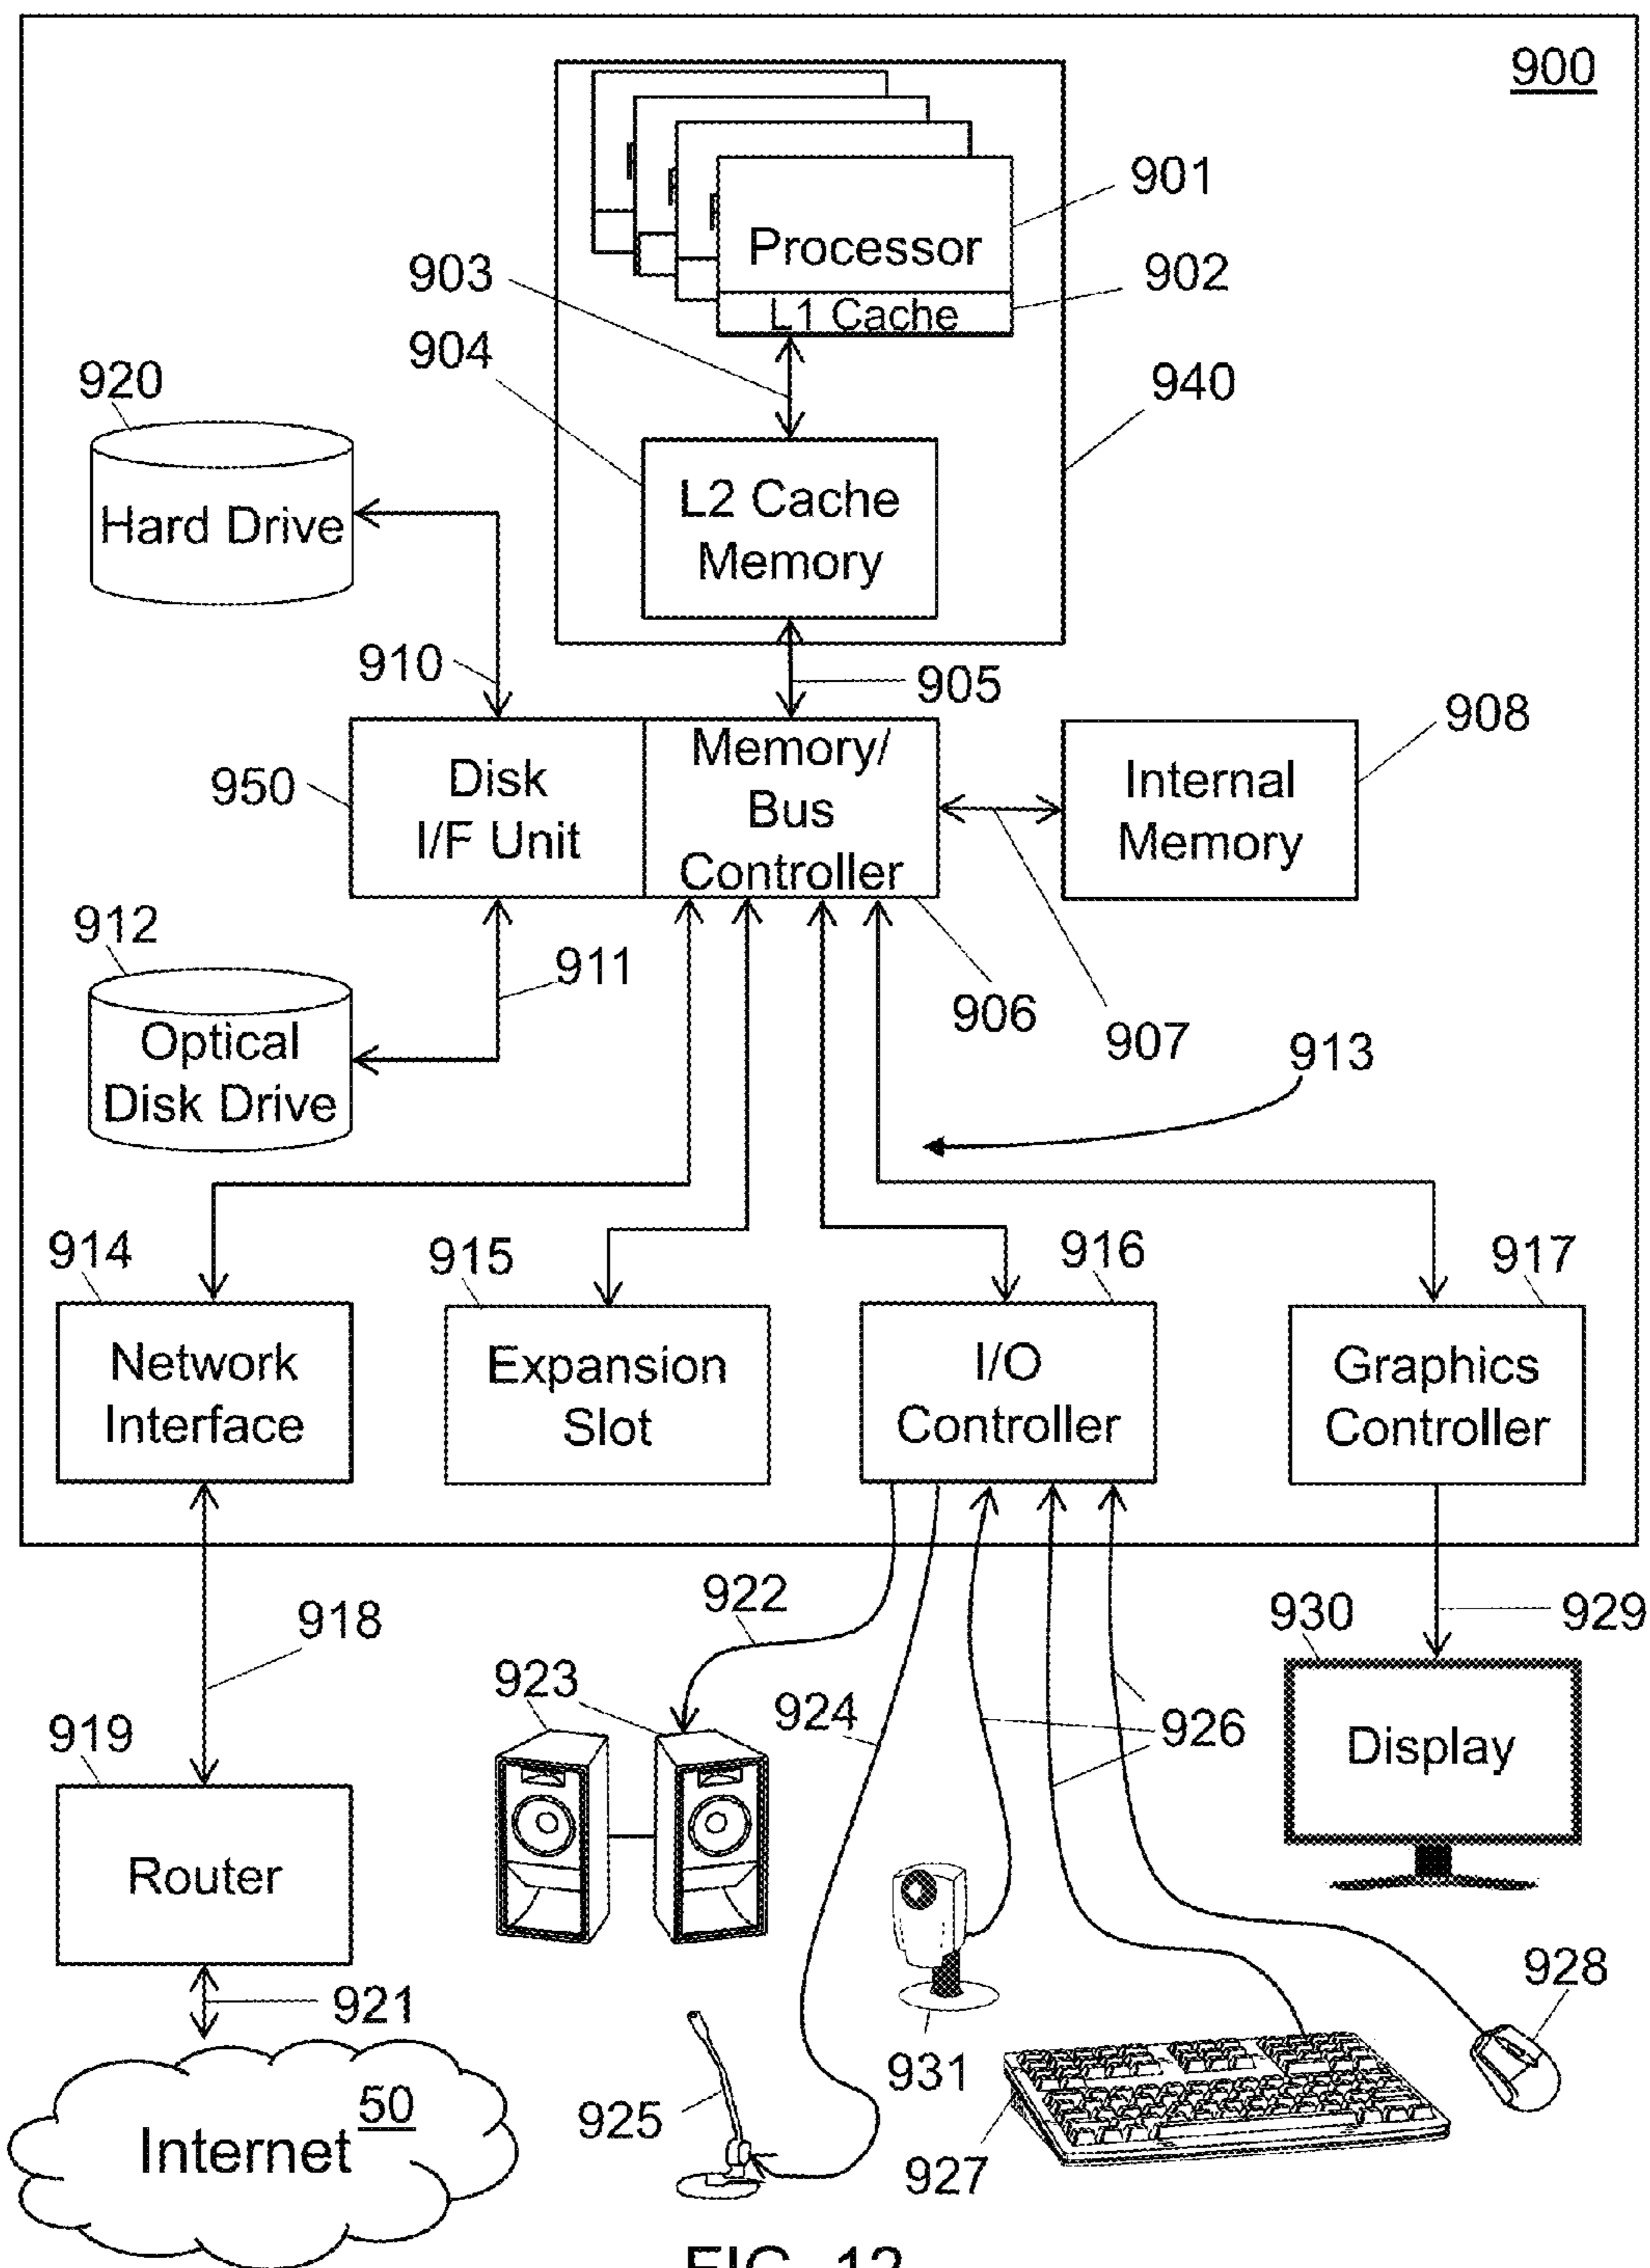 900
901
Processor
902
903
L1 Cache
904
940
920
L2 Cache
Memory
Hard Drive
910
905
908
Memory/
Bus
Controller
Disk
I/F Unit
950
Internal
Memory
912
911
906
907
913
Optical
Disk Drive
914
915
916
917
Network
Interface
Expansion
Slot
I/O
Controller
Graphics
Controller
922
930
929
918
923
924
926
919
Display
Router
928
921
931
925
50
Internet
927
FIG. 12